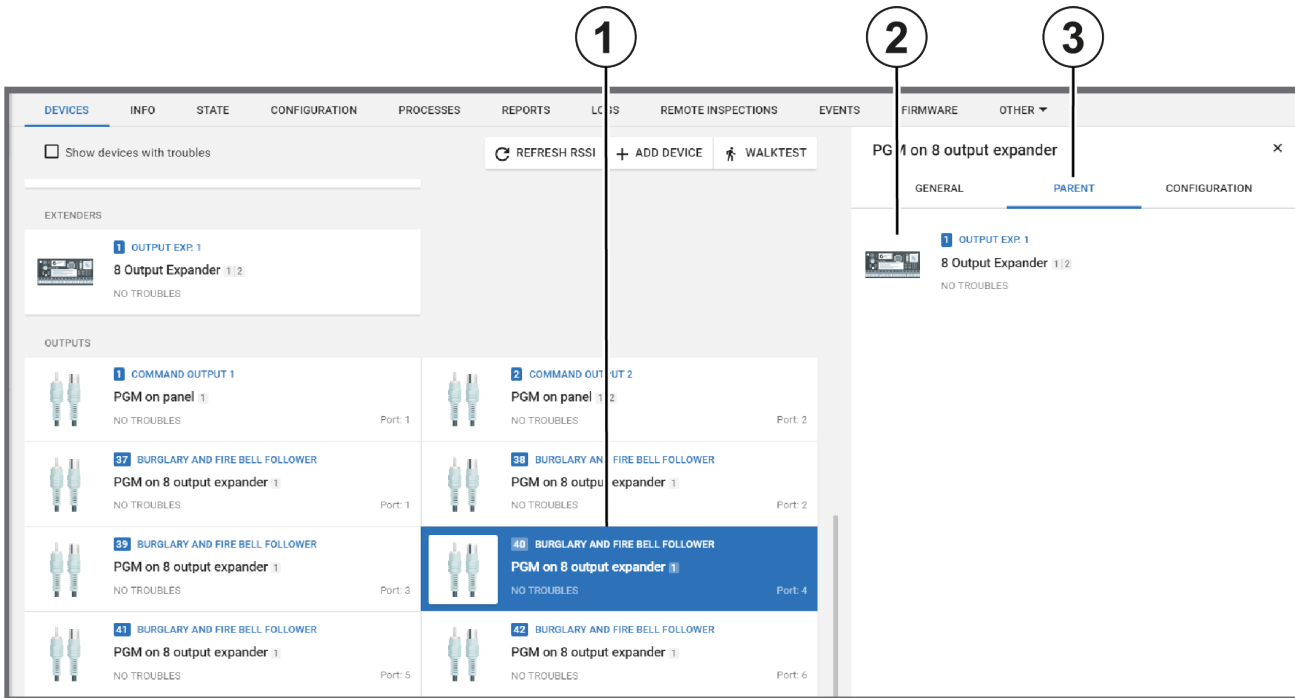 1 2 3
DEVICES INFO STATE CONFIGURATION PROCESSES REPORTS LOGS REMOTE INSPECTIONS EVENTS FIRMWARE OTHER
Show devices with troubles
REFRESH RSSI + ADD DEVICE WALKTEST
EXTENDERS
1 OUTPUT EXP. 1
8 Output Expander 1 2
NO TROUBLES
OUTPUTS
1 COMMAND OUTPUT 1
PGM on panel 1
NO TROUBLES Port: 1
2 COMMAND OUTPUT 2
PGM on panel 1 2
NO TROUBLES Port: 2
37 BURGLARY AND FIRE BELL FOLLOWER
PGM on 8 output expander 1
NO TROUBLES Port: 1
38 BURGLARY AND FIRE BELL FOLLOWER
PGM on 8 output expander 1
NO TROUBLES Port: 2
39 BURGLARY AND FIRE BELL FOLLOWER
PGM on 8 output expander 1
NO TROUBLES Port: 3
40 BURGLARY AND FIRE BELL FOLLOWER
PGM on 8 output expander 1
NO TROUBLES Port: 4
41 BURGLARY AND FIRE BELL FOLLOWER
PGM on 8 output expander 1
NO TROUBLES Port: 5
42 BURGLARY AND FIRE BELL FOLLOWER
PGM on 8 output expander 1
NO TROUBLES Port: 6
PGM on 8 output expander ×
GENERAL PARENT CONFIGURATION
1 OUTPUT EXP. 1
8 Output Expander 1 2
NO TROUBLES